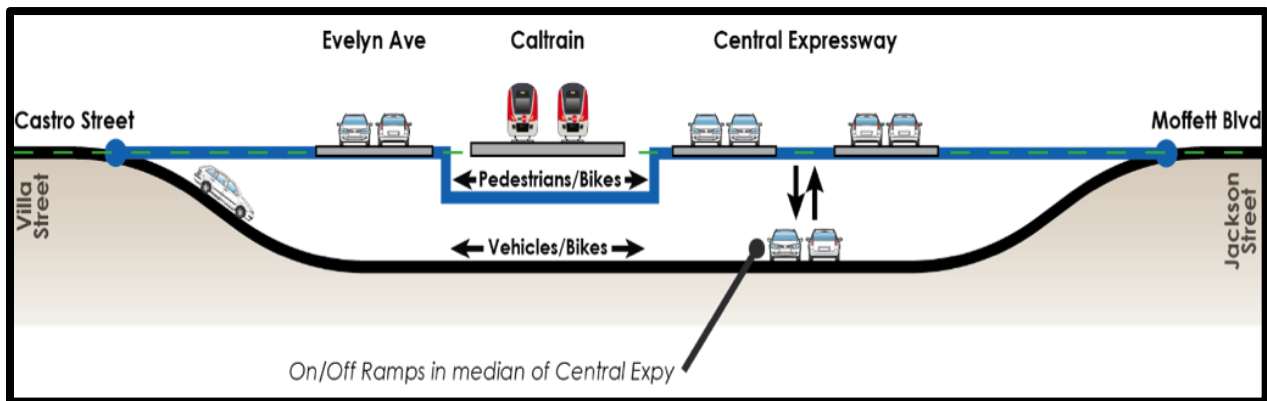 Evelyn Ave
Caltrain
Central Expressway
Castro Street
Moffett Blvd
Pedestrians/Bikes
Villa
Street
Jackson
Street
Vehicles/Bikes
On/Off Ramps in median of Central Expy